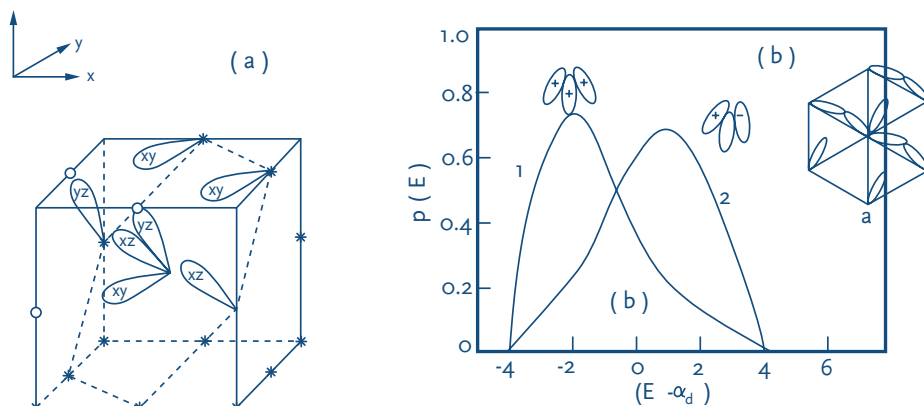 y
x
(a)
xy
xy
yz
yz
xz
xz
xy
(b)
1.0
0.8
0.6
0.4
0.2
0
p(E)
+ + +
+ -
1
2
(b)
a
-4 -2 0 2 4 6
(E -αd)